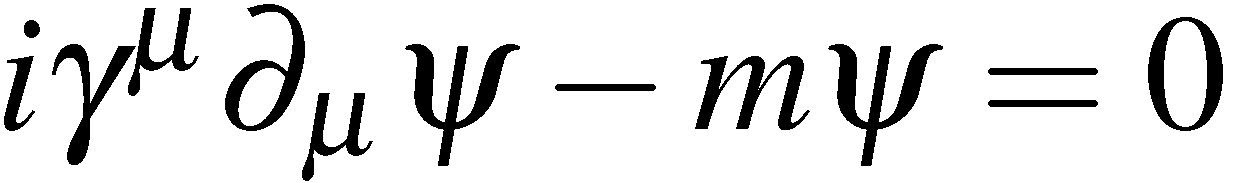 iγ^μ ∂_μ ψ − mψ = 0